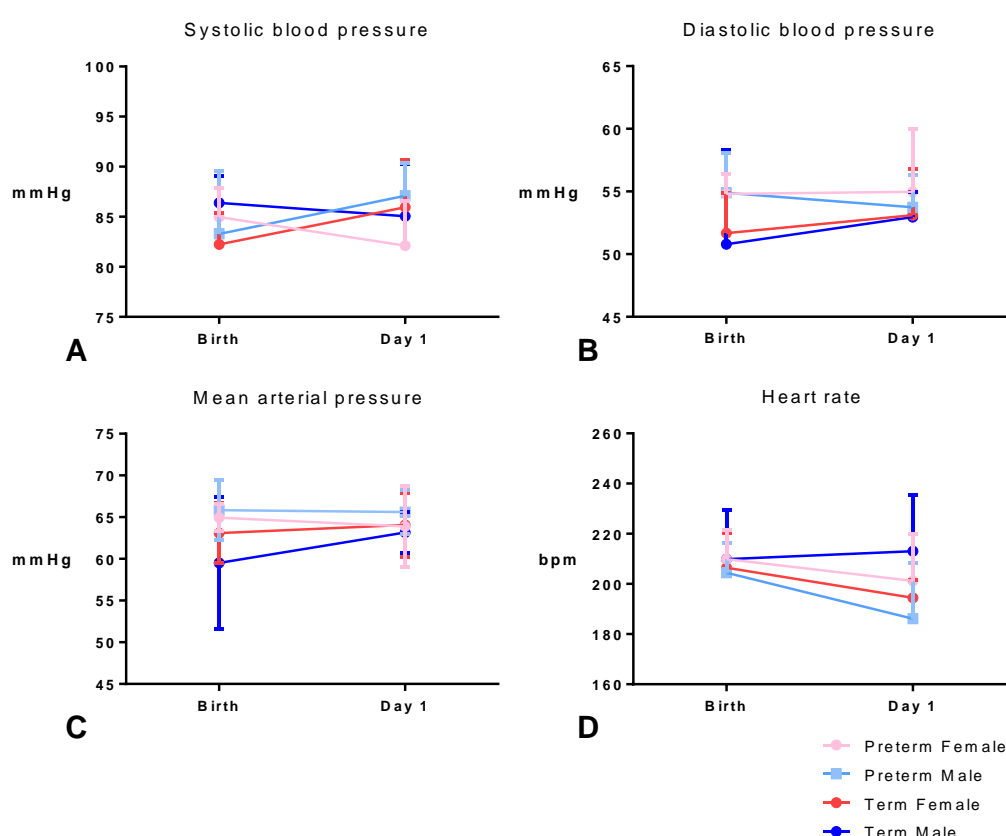 Systolic blood pressure
100
95
90
mmHg
85
80
75
Birth
Day 1
A
Diastolic blood pressure
65
60
mmHg
55
50
45
Birth
Day 1
B
Mean arterial pressure
75
70
65
mmHg
60
55
50
45
Birth
Day 1
C
Heart rate
260
240
220
bpm
200
180
160
Birth
Day 1
D
Preterm Female
Preterm Male
Term Female
Term Male